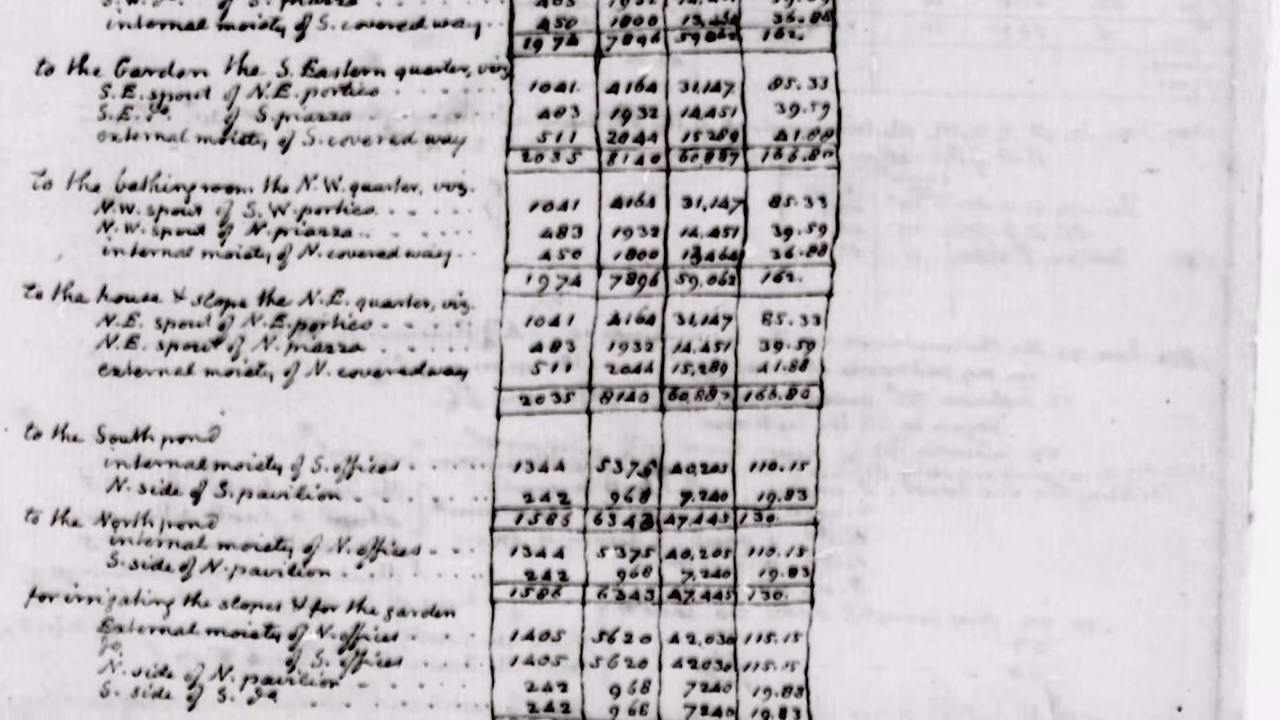 internal moiety of S. covered way 450 1800 13,464 36.88
1974 7896 59062 162.
to the Garden the S. Eastern quarter, viz
S.E. spout of N.E. portico 1041. 4164 31,147. 85.33
S.E. do. of S. piazza 483 1932 14,451 39.59
external moiety of S. covered way 511 2044 15289 41.88
2035 8140 60,887 166.80
to the bathing room the N.W. quarter, viz.
N.W. spout of S.W. portico 1041 4164 31,147 85.33
N.W. spout of N. piazza 483 1932 14,451 39.59
internal moiety of N. covered way 450 1800 13,464 36.88
1974 7896 59,062 162.
to the house & slope the N.E. quarter, viz.
N.E. spout of N.E. portico 1041 4164 31,147 85.33
N.E. spout of N. piazza 483 1932 14,451 39.59
external moiety of N. covered way 511 2044 15,289 41.88
2035 8140 60,887 166.80
to the South pond
internal moiety of S. offices 1344 5375 40,205 110.15
N. side of S. pavilion 242 968 7,240 19.83
1586 6343 47,445 130.
to the North pond
internal moiety of N. offices 1344 5375 40,205 110.15
S. side of N. pavilion 242 968 7,240 19.83
1586 6343 47,445 130.
for irrigating the slopes & for the garden
External moiety of N. offices 1405 5620 42,030 115.15
Do. of S. offices 1405 5620 42030 115.15
N. side of N. pavilion 242 968 7240 19.83
S. side of S. do 242 968 7240 19.83